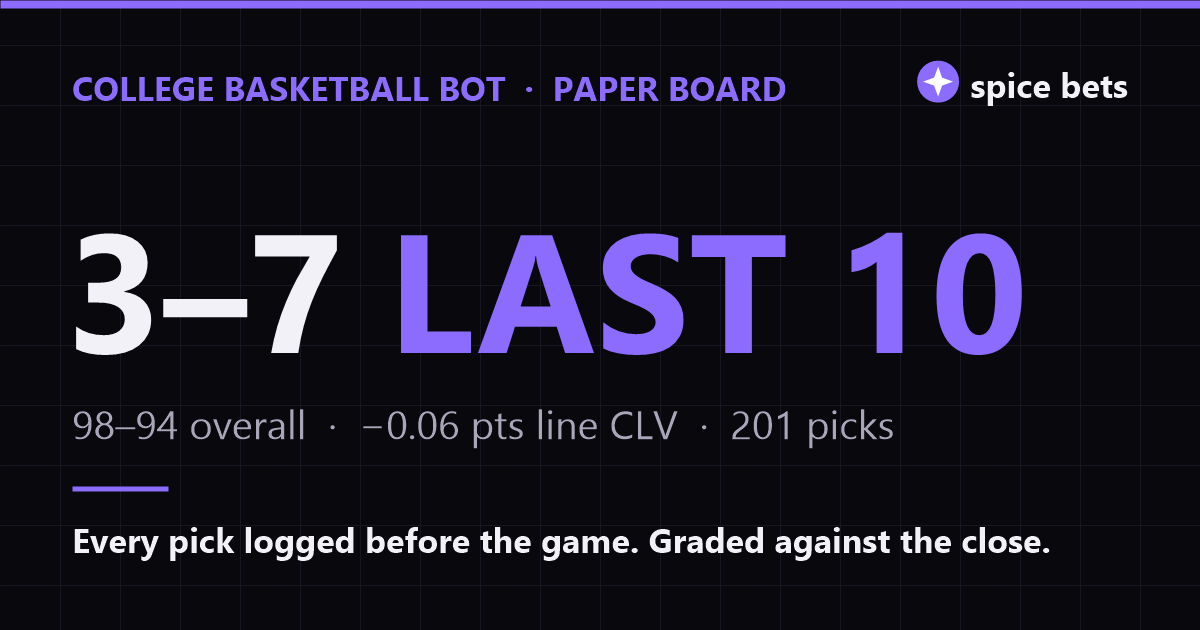 COLLEGE BASKETBALL BOT · PAPER BOARD
spice bets
3–7 LAST 10
98–94 overall · −0.06 pts line CLV · 201 picks
Every pick logged before the game. Graded against the close.